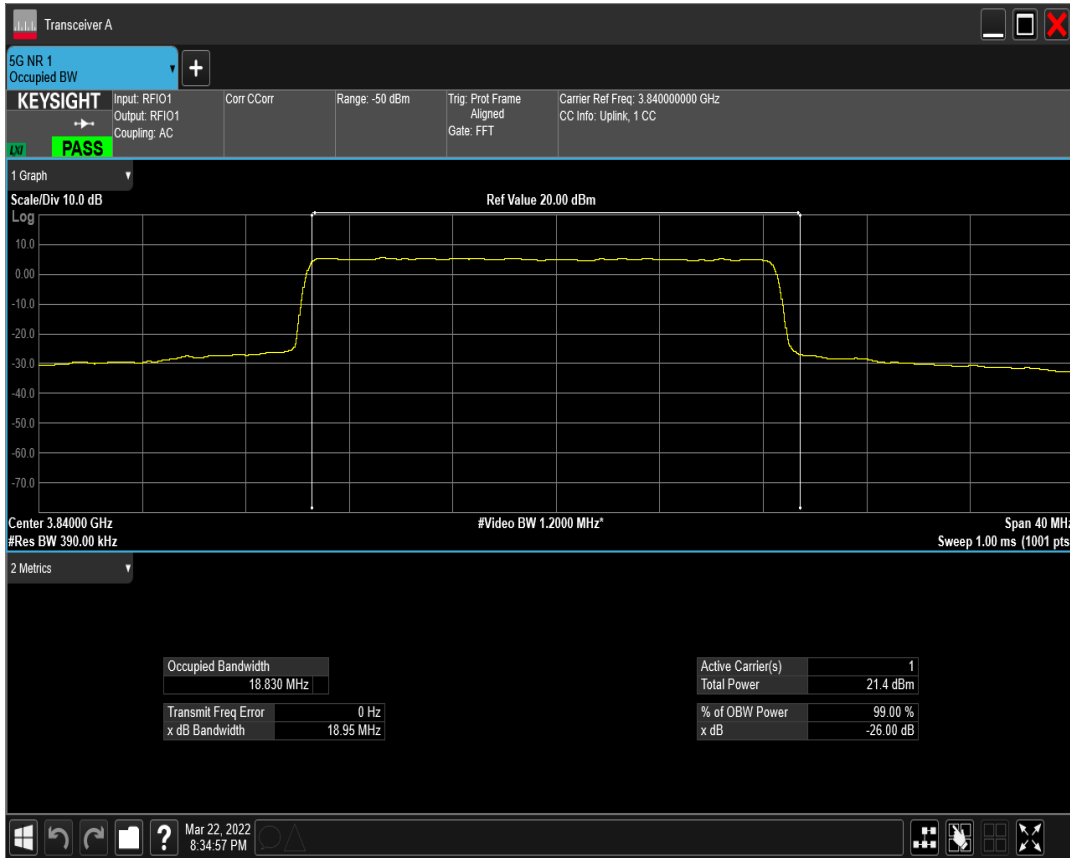 Transceiver A
5G NR 1
Occupied BW
KEYSIGHT
LXI
PASS
Input: RFIO1
Output: RFIO1
Coupling: AC
Corr CCorr
Range: -50 dBm
Trig: Prot Frame
Aligned
Gate: FFT
Carrier Ref Freq: 3.840000000 GHz
CC Info: Uplink, 1 CC
1 Graph
Scale/Div 10.0 dB
Ref Value 20.00 dBm
Log
10.0
0.00
-10.0
-20.0
-30.0
-40.0
-50.0
-60.0
-70.0
Center 3.84000 GHz
#Video BW 1.2000 MHz*
Span 40 MHz
#Res BW 390.00 kHz
Sweep 1.00 ms (1001 pts
2 Metrics
Occupied Bandwidth
18.830 MHz
Transmit Freq Error 0 Hz
x dB Bandwidth 18.95 MHz
Active Carrier(s) 1
Total Power 21.4 dBm
% of OBW Power 99.00 %
x dB -26.00 dB
?
Mar 22, 2022
8:34:57 PM